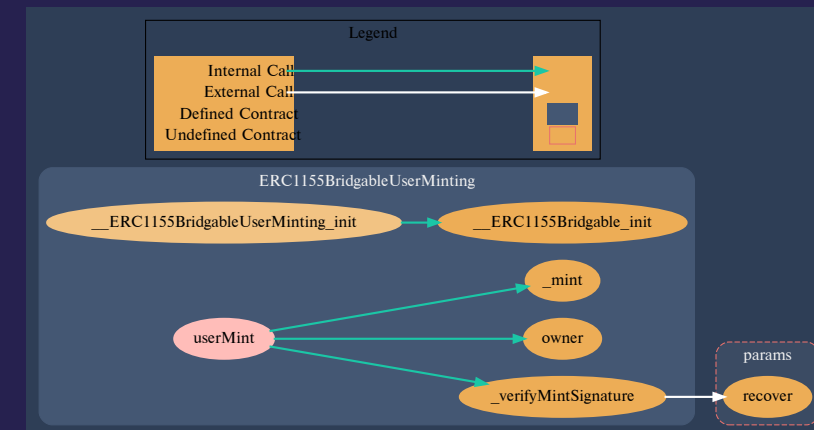 Legend
Internal Call
External Call
Defined Contract
Undefined Contract
ERC1155BridgableUserMinting
__ERC1155BridgableUserMinting_init
__ERC1155Bridgable_init
_mint
userMint
owner
params
_verifyMintSignature
recover